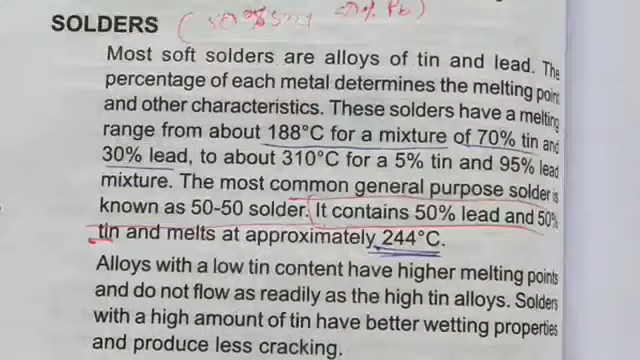 SOLDERS (50%Sn 50% Pb)
Most soft solders are alloys of tin and lead. The
percentage of each metal determines the melting point
and other characteristics. These solders have a melting
range from about 188°C for a mixture of 70% tin and
30% lead, to about 310°C for a 5% tin and 95% lead
mixture. The most common general purpose solder is
known as 50-50 solder. It contains 50% lead and 50%
tin and melts at approximately 244°C.
Alloys with a low tin content have higher melting points
and do not flow as readily as the high tin alloys. Solders
with a high amount of tin have better wetting properties
and produce less cracking.